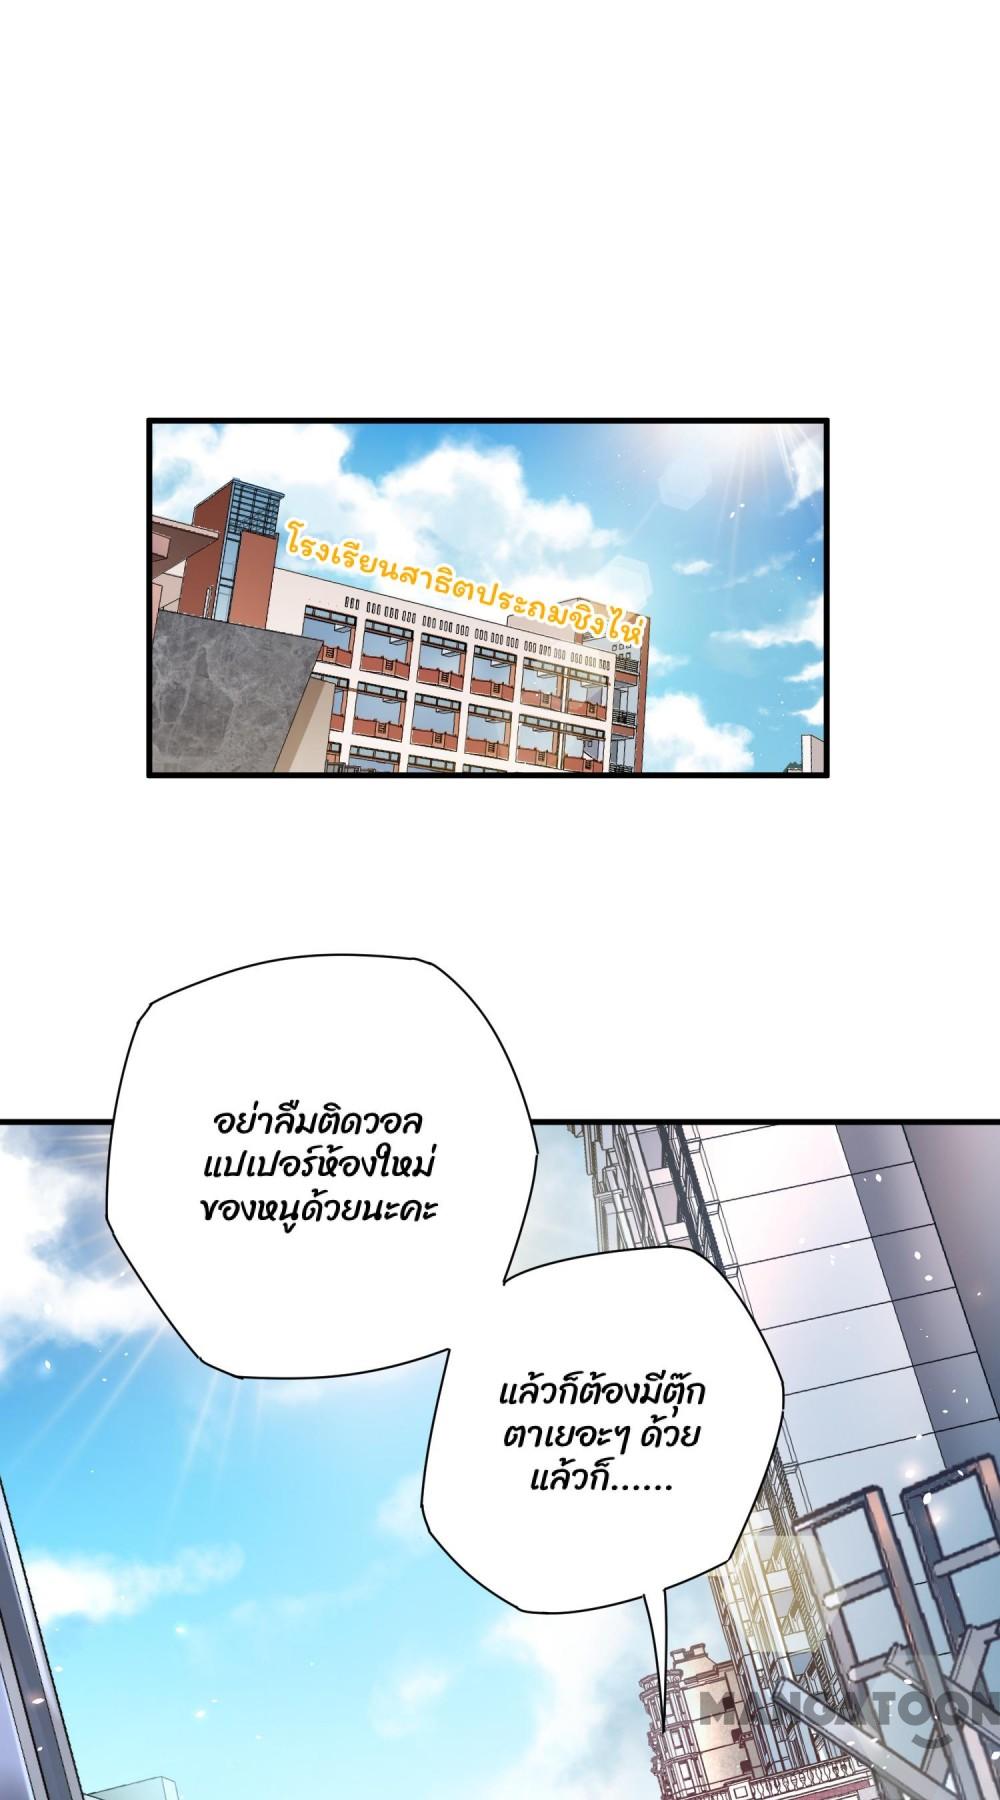 โรงเรียนสาธิตประถมชิงไห่
อย่าลืมติดวอล
แปเปอร์ห้องใหม่
ของหนูด้วยนะคะ
แล้วก็ต้องมีตุ๊ก
ตาเยอะๆ ด้วย
แล้วก็......
MANGATOON